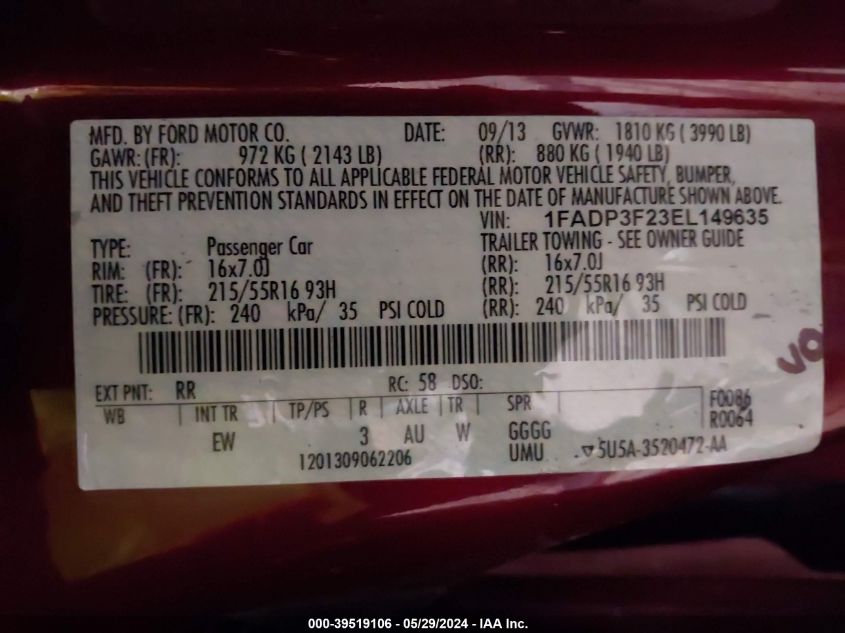 MFD. BY FORD MOTOR CO. DATE: 09/13 GVWR: 1810 KG ( 3990 LB)
GAWR: (FR): 972 KG ( 2143 LB) (RR): 880 KG ( 1940 LB)
THIS VEHICLE CONFORMS TO ALL APPLICABLE FEDERAL MOTOR VEHICLE SAFETY, BUMPER,
AND THEFT PREVENTION STANDARDS IN EFFECT ON THE DATE OF MANUFACTURE SHOWN ABOVE.
VIN: 1FADP3F23EL149635
TYPE: Passenger Car TRAILER TOWING - SEE OWNER GUIDE
RIM: (FR): 16x7.0J (RR): 16x7.0J
TIRE: (FR): 215/55R16 93H (RR): 215/55R16 93H
PRESSURE: (FR): 240 kPa/ 35 PSI COLD (RR): 240 kPa/ 35 PSI COLD
VO
EXT PNT: RR RC: 58 DSO:
WB INT TR TP/PS R AXLE TR SPR F0086
R0064
EW 3 AU W GGGG
1201309062206 UMU 5U5A-3520472-AA
000-39519106 - 05/29/2024 - IAA Inc.